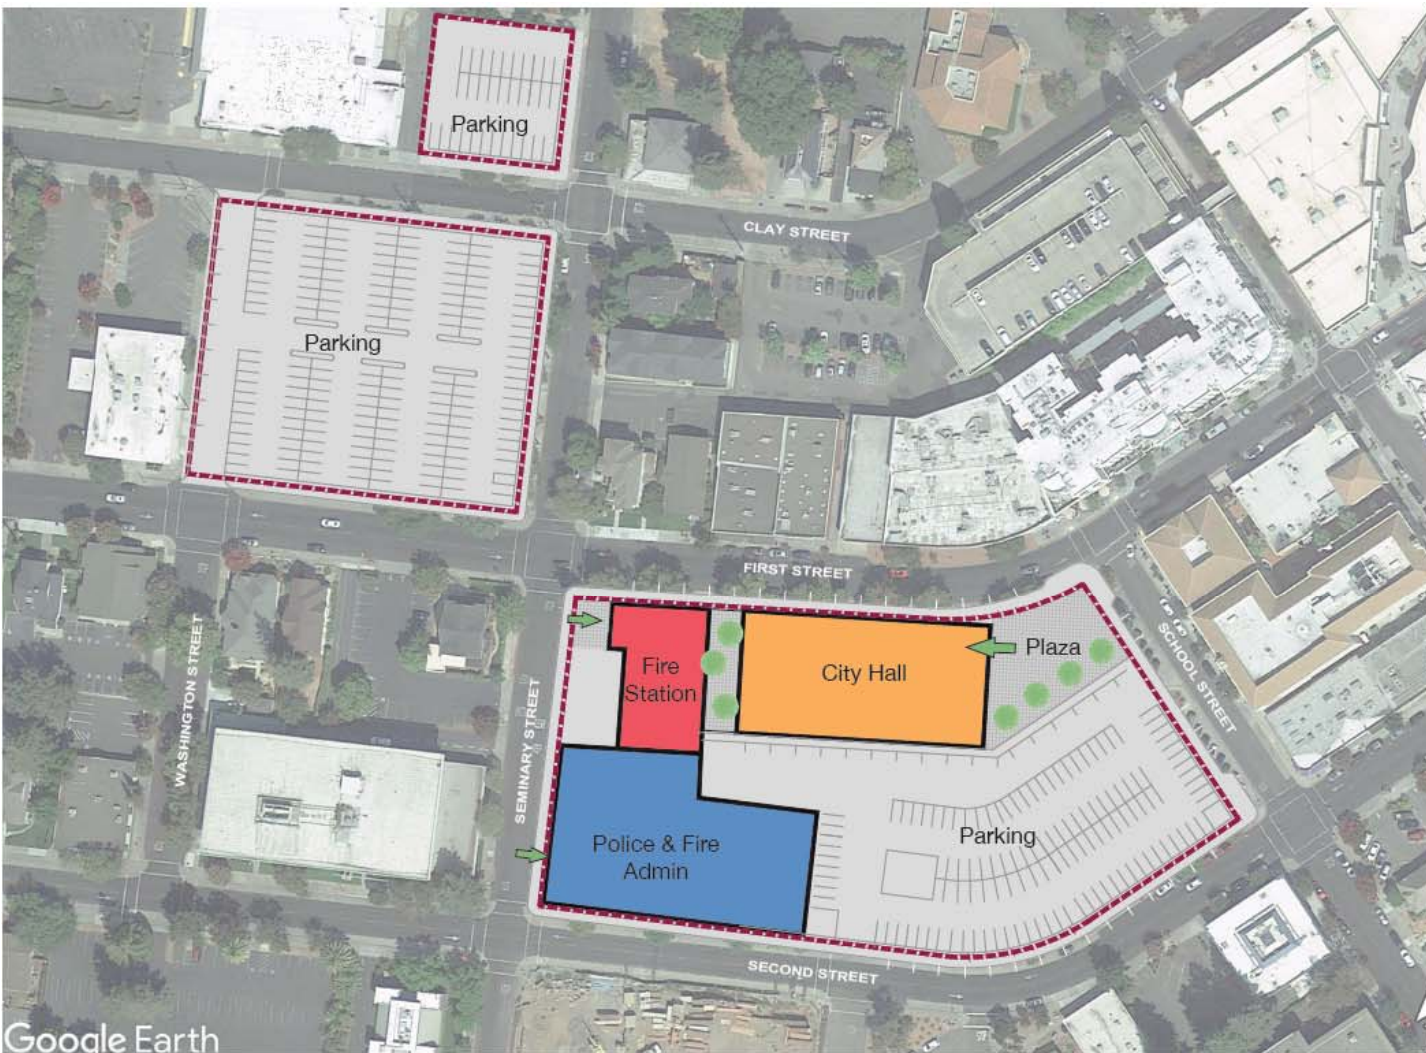 Parking
CLAY STREET
Parking
FIRST STREET
Fire
Station
City Hall
Plaza
SCHOOL STREET
WASHINGTON STREET
SEMINARY STREET
Police & Fire
Admin
Parking
SECOND STREET
Google Earth